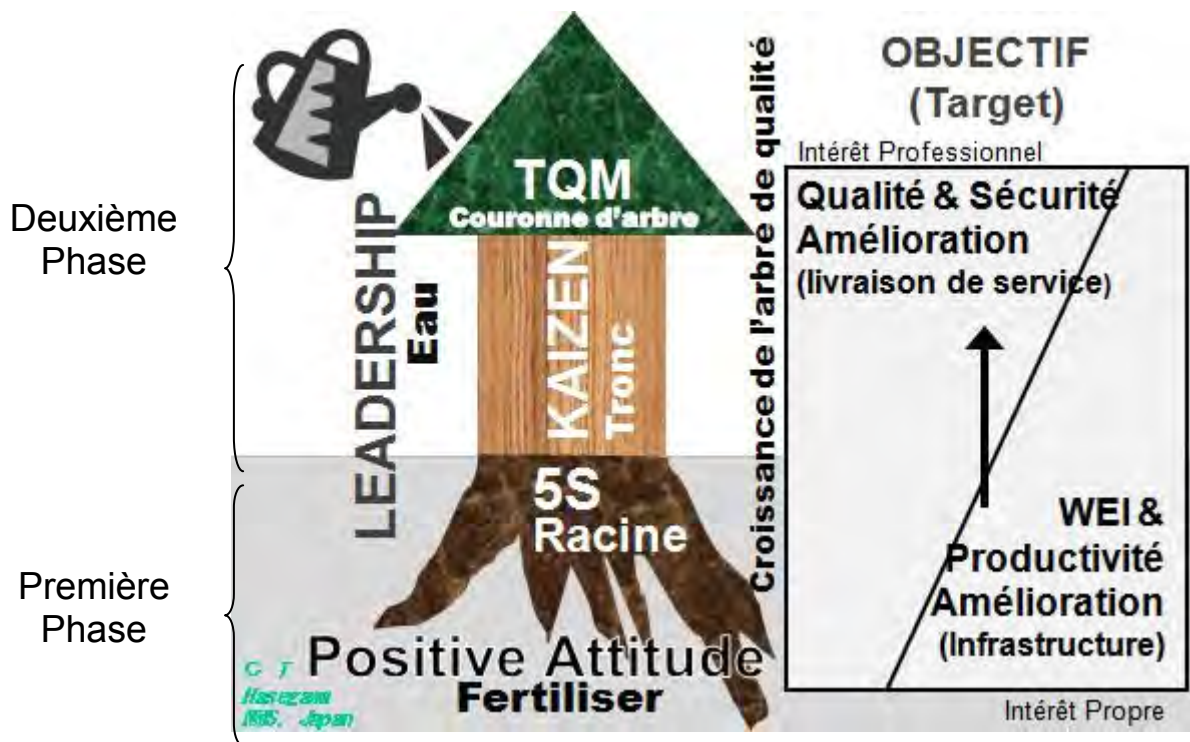 Deuxième
Phase
Première
Phase
LEADERSHIP
Eau
TQM
Couronne d'arbre
KAIZEN
Tronc
5S
Racine
Positive Attitude
Fertiliser
Hasegawa
Japan
Croissance de l'arbre de qualité
OBJECTIF
(Target)
Intérêt Professionnel
Qualité & Sécurité
Amélioration
(livraison de service)
WEI &
Productivité
Amélioration
(Infrastructure)
Intérêt Propre